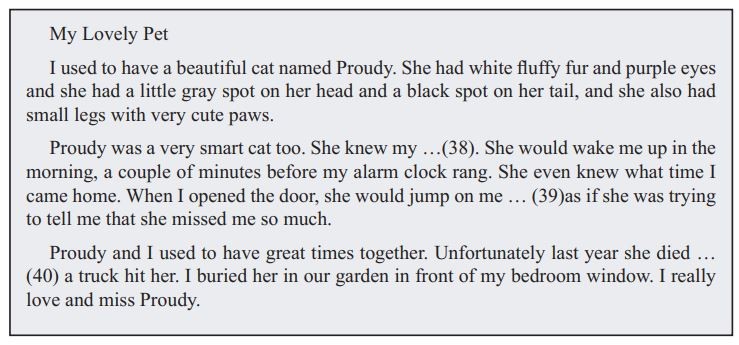 My Lovely Pet
I used to have a beautiful cat named Proudy. She had white fluffy fur and purple eyes
and she had a little gray spot on her head and a black spot on her tail, and she also had
small legs with very cute paws.
Proudy was a very smart cat too. She knew my …(38). She would wake me up in the
morning, a couple of minutes before my alarm clock rang. She even knew what time I
came home. When I opened the door, she would jump on me … (39)as if she was trying
to tell me that she missed me so much.
Proudy and I used to have great times together. Unfortunately last year she died …
(40) a truck hit her. I buried her in our garden in front of my bedroom window. I really
love and miss Proudy.